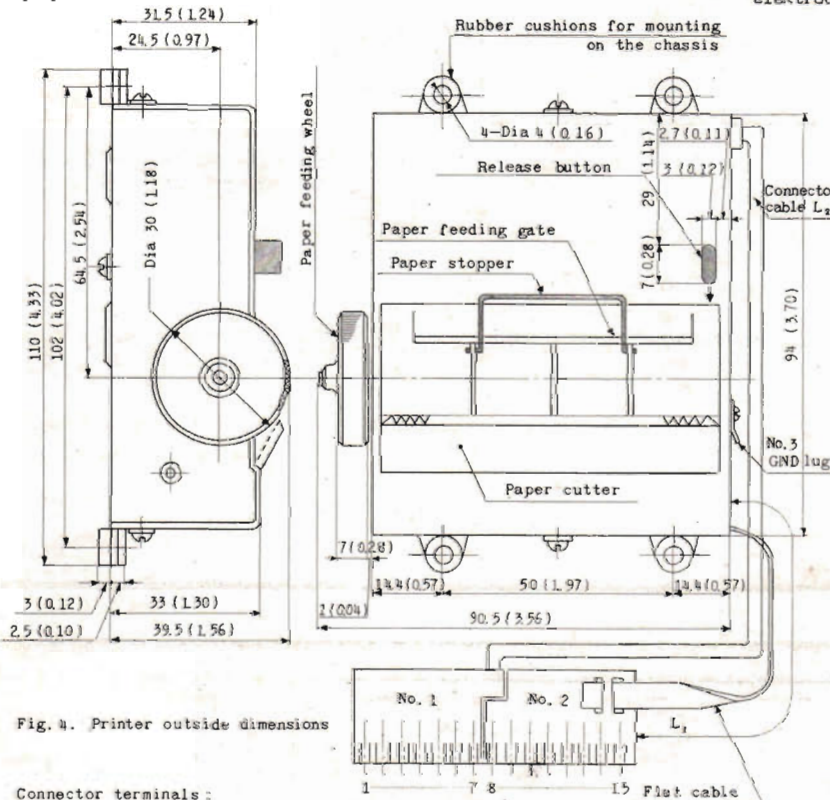 31.5 (1.24)
24.5 (0.97)
Rubber cushions for mounting
on the chassis
Paper feeding wheel
4-Dia 4 (0.16)
2.7(0.11)
Release button
29 (1.14)
3 (0.12)
Connecto
cable L₂
Dia 30 (1.18)
64.5 (2.54)
Paper feeding gate
Paper stopper
7(0.28)
110 (4.33)
102 (4.02)
94 (3.70)
No.3
GND lug
Paper cutter
7(0.28)
14.4(0.57)
50 (1.97)
14.4(0.57)
3 (0.12)
33 (1.30)
2.5 (0.10)
39.5 (1.56)
90.5 (3.56)
No. 1
No. 2
Fig. 4. Printer outside dimensions
1
7 8
15
Flat cable
Connector terminals: